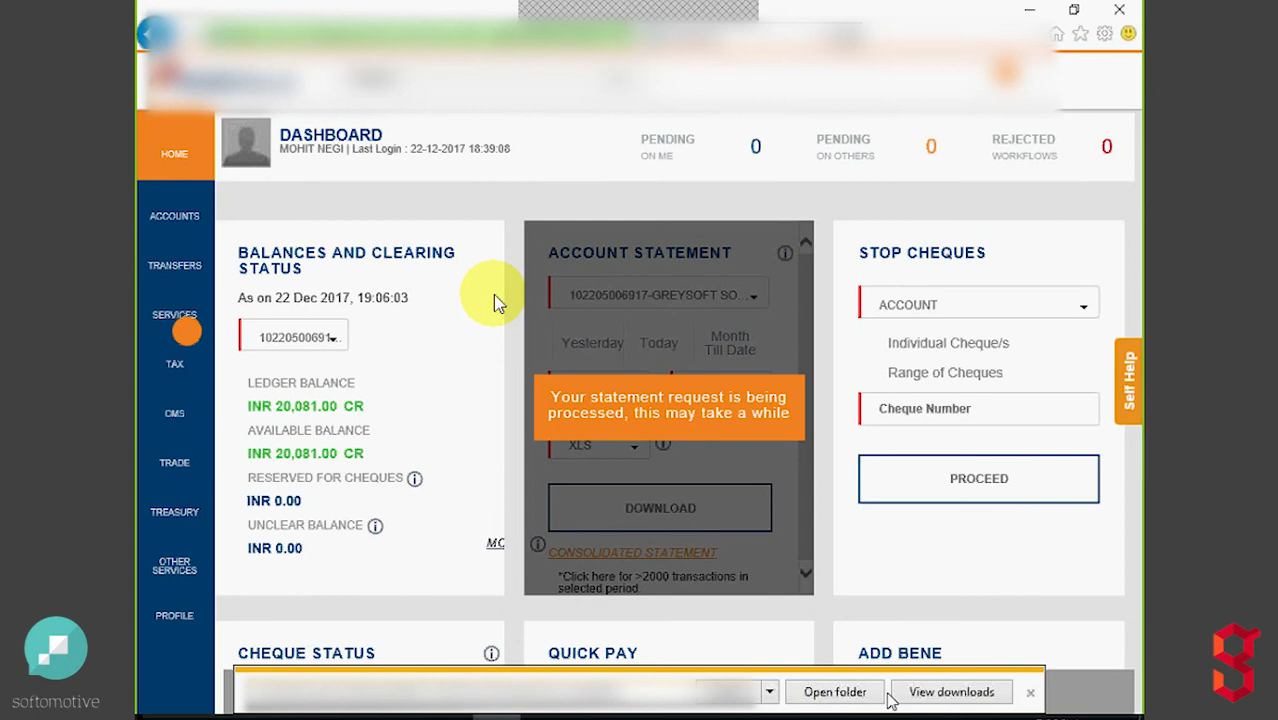 HOME
ACCOUNTS
TRANSFERS
SERVICES
TAX
CMS
TRADE
TREASURY
OTHER
SERVICES
PROFILE
DASHBOARD
MOHIT NEGI | Last Login : 22-12-2017 18:39:08
PENDING
ON ME
0
PENDING
ON OTHERS
0
REJECTED
WORKFLOWS
0
BALANCES AND CLEARING
STATUS
As on 22 Dec 2017, 19:06:03
10220500691...
LEDGER BALANCE
INR 20,081.00 CR
AVAILABLE BALANCE
INR 20,081.00 CR
RESERVED FOR CHEQUES
INR 0.00
UNCLEAR BALANCE
INR 0.00
ACCOUNT STATEMENT
102205006917-GREYSOFT SO...
Yesterday
Today
Month
Till Date
Your statement request is being
processed, this may take a while
XLS
DOWNLOAD
CONSOLIDATED STATEMENT
*Click here for >2000 transactions in
selected period.
STOP CHEQUES
ACCOUNT
Individual Cheque/s
Range of Cheques
Cheque Number
PROCEED
Self Help
CHEQUE STATUS
QUICK PAY
ADD BENE
Open folder
View downloads
softomotive